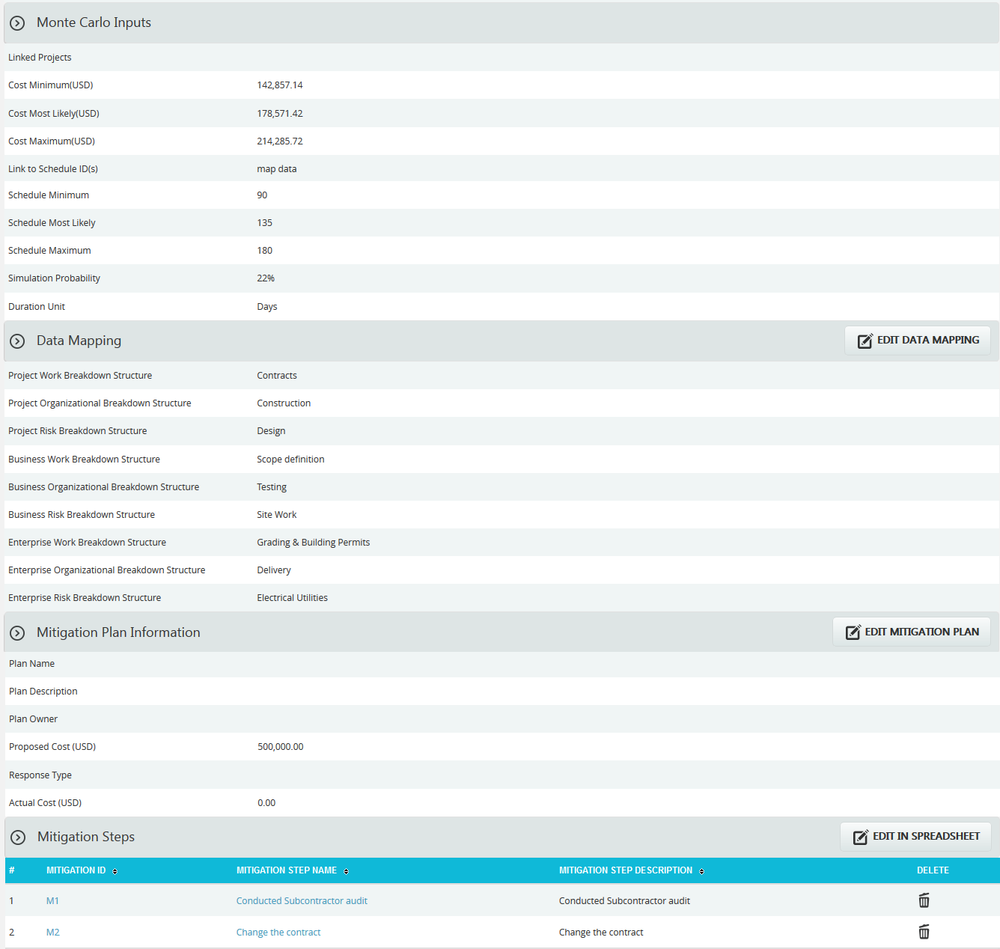 Monte Carlo Inputs
Linked Projects
Cost Minimum(USD) 142,857.14
Cost Most Likely(USD) 178,571.42
Cost Maximum(USD) 214,285.72
Link to Schedule ID(s) map data
Schedule Minimum 90
Schedule Most Likely 135
Schedule Maximum 180
Simulation Probability 22%
Duration Unit Days
Data Mapping EDIT DATA MAPPING
Project Work Breakdown Structure Contracts
Project Organizational Breakdown Structure Construction
Project Risk Breakdown Structure Design
Business Work Breakdown Structure Scope definition
Business Organizational Breakdown Structure Testing
Business Risk Breakdown Structure Site Work
Enterprise Work Breakdown Structure Grading & Building Permits
Enterprise Organizational Breakdown Structure Delivery
Enterprise Risk Breakdown Structure Electrical Utilities
Mitigation Plan Information EDIT MITIGATION PLAN
Plan Name
Plan Description
Plan Owner
Proposed Cost (USD) 500,000.00
Response Type
Actual Cost (USD) 0.00
Mitigation Steps EDIT IN SPREADSHEET
# MITIGATION ID MITIGATION STEP NAME MITIGATION STEP DESCRIPTION DELETE
1 M1 Conducted Subcontractor audit Conducted Subcontractor audit
2 M2 Change the contract Change the contract